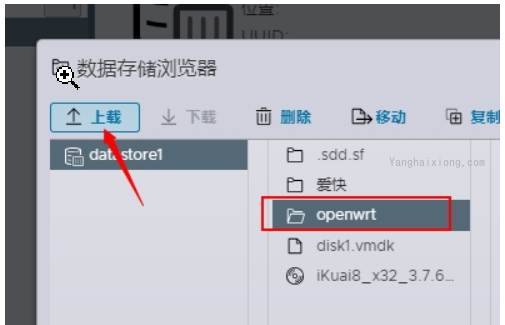 位置:
UUID:
数据存储浏览器
上载 下载 删除 移动 复制
datastore1
.sdd.sf
Yanghaixiong.com
爱快
openwrt
disk1.vmdk
iKuai8_x32_3.7.6...